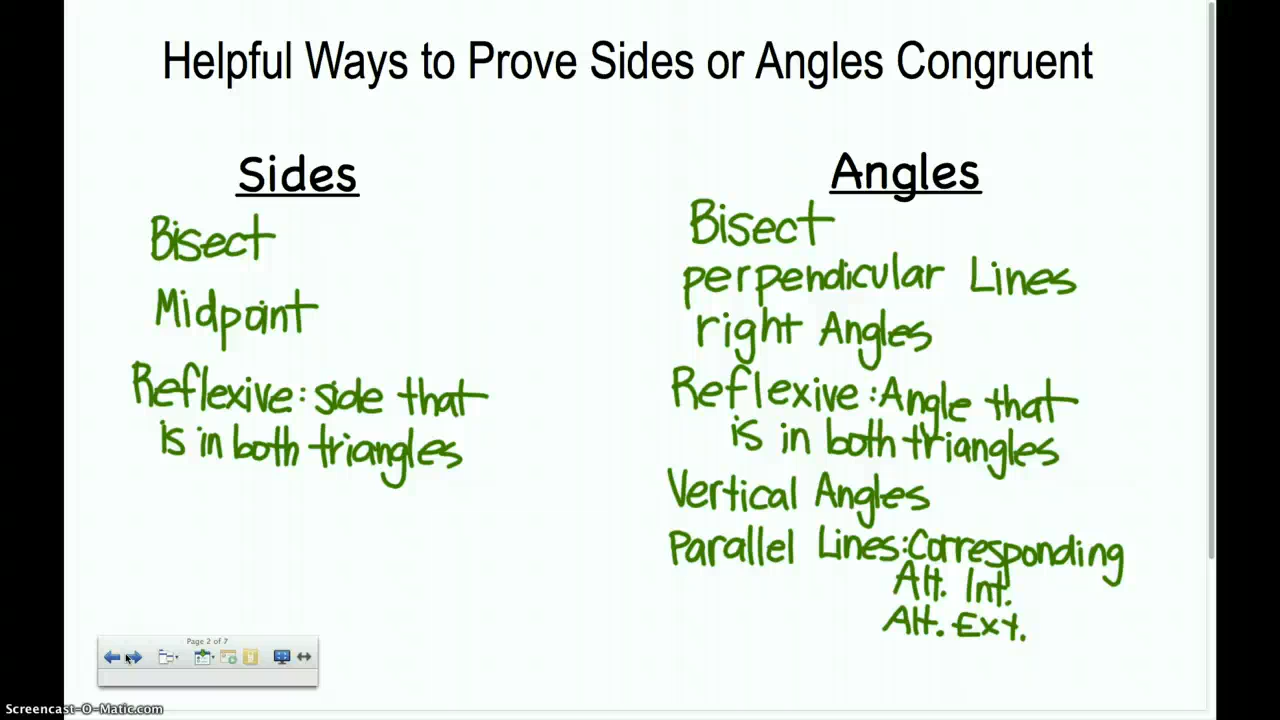 Helpful Ways to Prove Sides or Angles Congruent
Sides
Bisect
Midpoint
Reflexive: side that
is in both triangles
Angles
Bisect
perpendicular Lines
right Angles
Reflexive: Angle that
is in both triangles
Vertical Angles
Parallel Lines: Corresponding
Alt. Int.
Alt. Ext.
Page 2 of 7
Screencast-O-Matic.com